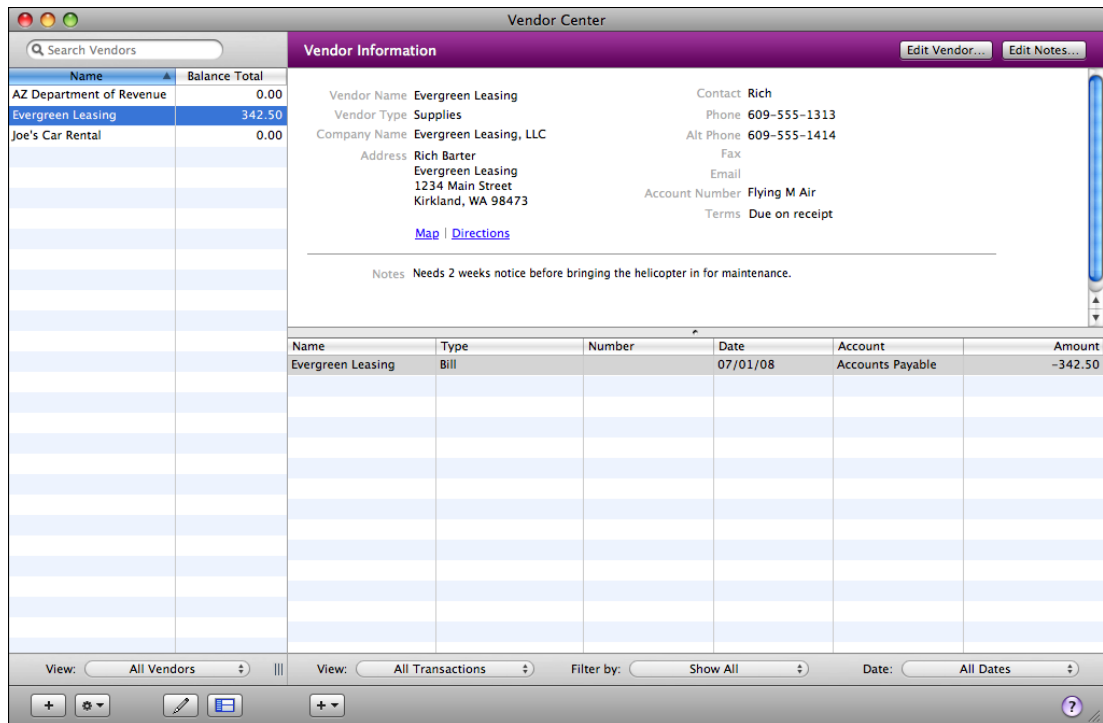 Vendor Center
Search Vendors
Vendor Information
Edit Vendor...
Edit Notes...
Name Balance Total
AZ Department of Revenue 0.00
Evergreen Leasing 342.50
Joe's Car Rental 0.00
Vendor Name Evergreen Leasing
Vendor Type Supplies
Company Name Evergreen Leasing, LLC
Address Rich Barter
Evergreen Leasing
1234 Main Street
Kirkland, WA 98473
Map | Directions
Contact Rich
Phone 609-555-1313
Alt Phone 609-555-1414
Fax
Email
Account Number Flying M Air
Terms Due on receipt
Notes Needs 2 weeks notice before bringing the helicopter in for maintenance.
Name Type Number Date Account Amount
Evergreen Leasing Bill 07/01/08 Accounts Payable -342.50
View: All Vendors
View: All Transactions
Filter by: Show All
Date: All Dates